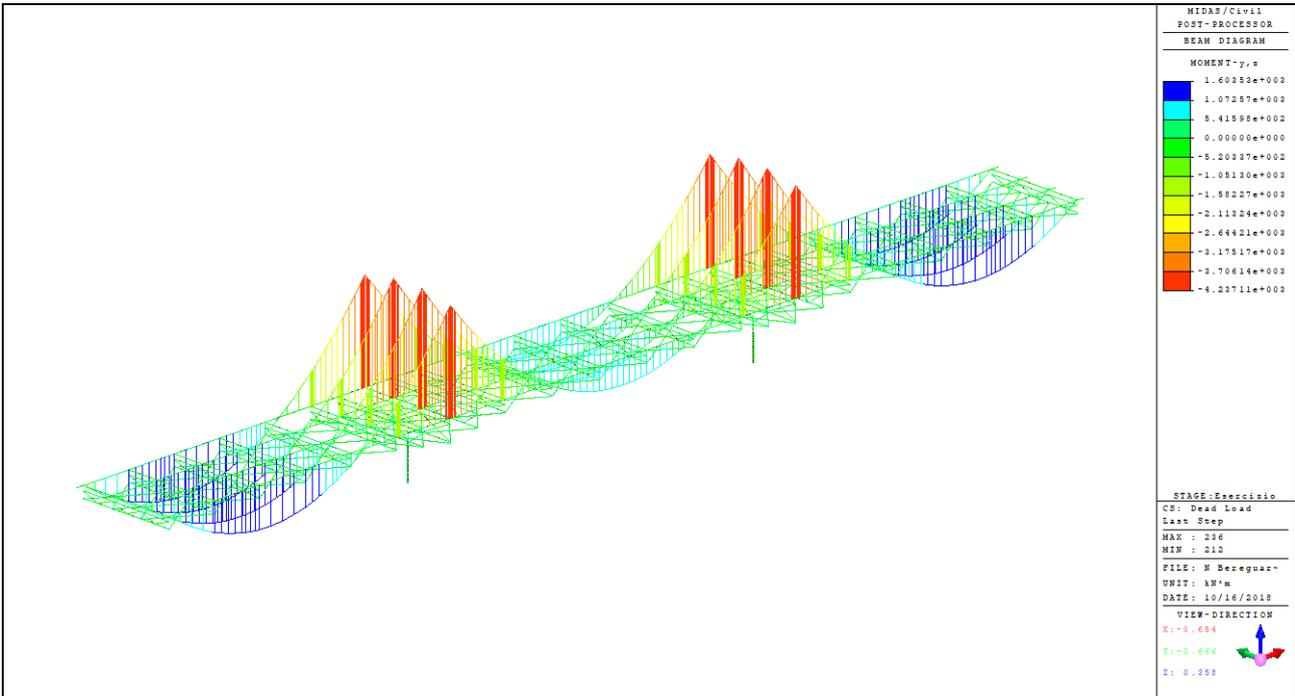 MIDAS/Civil
POST-PROCESSOR
BEAM DIAGRAM
MOMENT-y,z
1.60353e+003
1.07257e+003
5.41598e+002
0.00000e+000
-5.20337e+002
-1.05130e+003
-1.58227e+003
-2.11324e+003
-2.64421e+003
-3.17517e+003
-3.70614e+003
-4.23711e+003
STAGE:Esercizio
CS: Dead Load
Last Step
MAX : 236
MIN : 212
FILE: N Bereguar~
UNIT: kN*m
DATE: 10/16/2018
VIEW-DIRECTION
X:-0.654
Y:-0.666
Z: 0.358